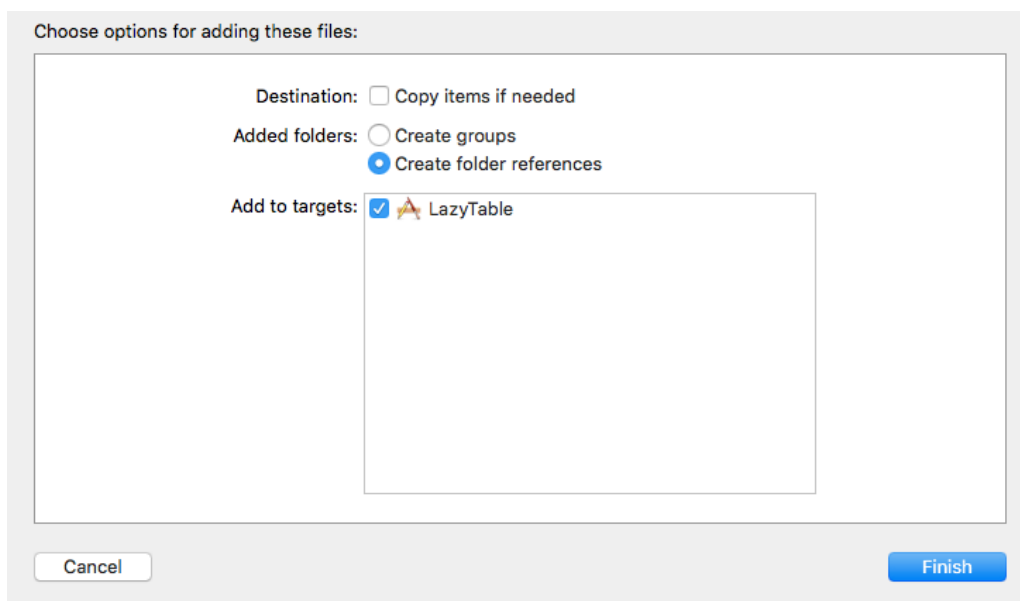 Choose options for adding these files:
Destination: Copy items if needed
Added folders: Create groups
Create folder references
Add to targets: LazyTable
Cancel Finish